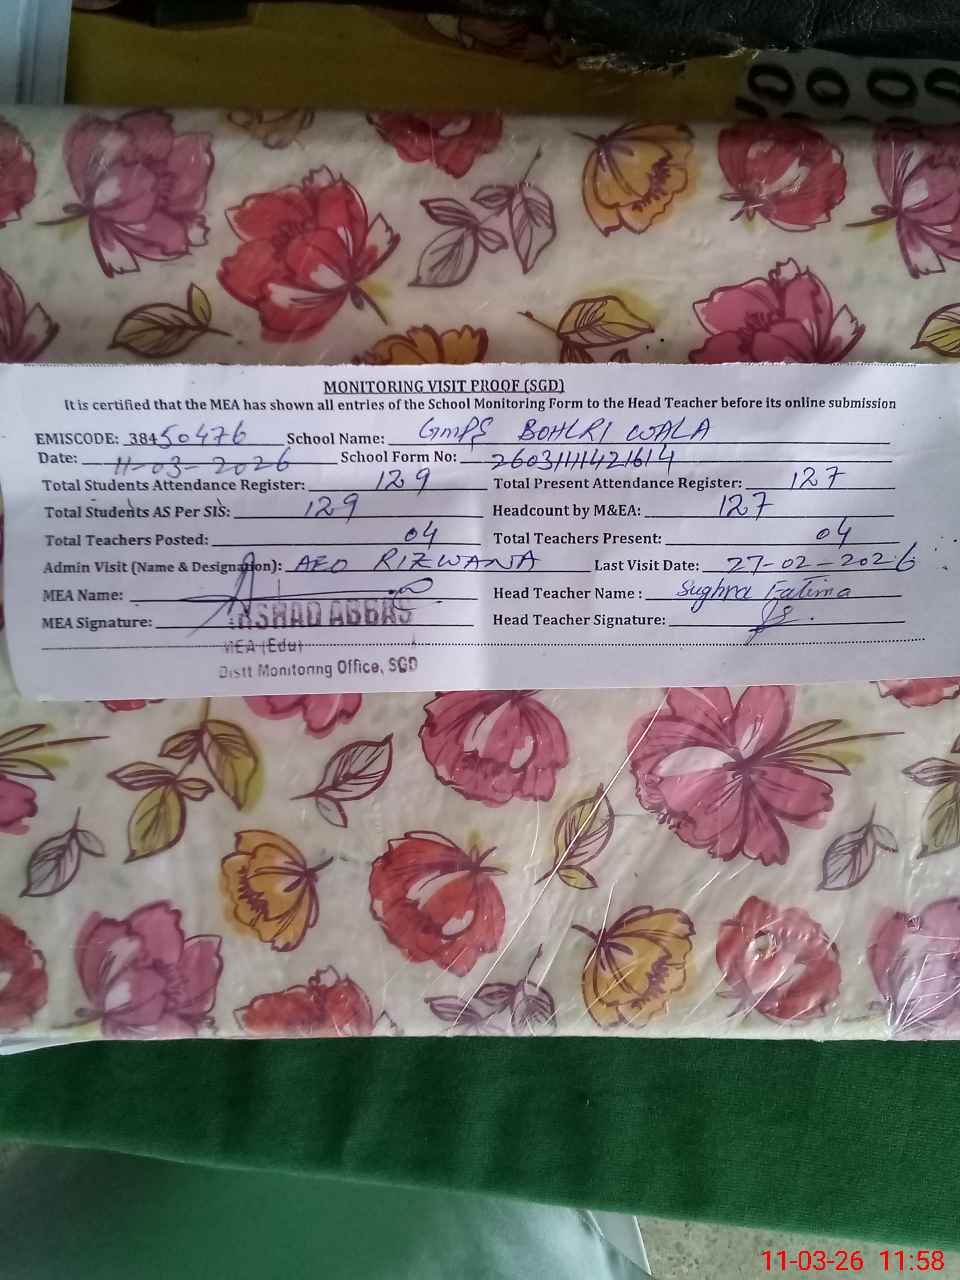 MONITORING VISIT PROOF (SGD)
It is certified that the MEA has shown all entries of the School Monitoring Form to the Head Teacher before its online submission
EMISCODE: 38450476 School Name: GMPS BOHLRI WALA
Date: 11-03-2026 School Form No: 2603111421614
Total Students Attendance Register: 129 Total Present Attendance Register: 127
Total Students AS Per SIS: 129 Headcount by M&EA: 127
Total Teachers Posted: 04 Total Teachers Present: 04
Admin Visit (Name & Designation): AEO RIZWANA Last Visit Date: 27-02-2026
MEA Name: Head Teacher Name : Sughra Fatima
MEA Signature: ARSHAD ABBAS Head Teacher Signature:
MEA (Edu)
Distt Monitoring Office, SGD
11-03-26 11:58